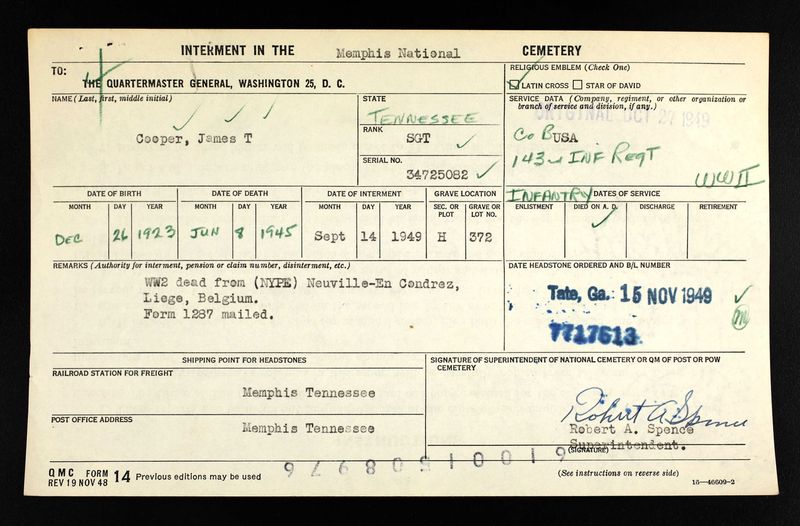 INTERMENT IN THE Memphis National CEMETERY
TO:
THE QUARTERMASTER GENERAL, WASHINGTON 25, D. C.
RELIGIOUS EMBLEM (Check One)
LATIN CROSS STAR OF DAVID
NAME (Last, first, middle initial)
Cooper, James T
STATE
TENNESSEE
RANK
SGT
SERIAL NO.
34725082
SERVICE DATA (Company, regiment, or other organization or
branch of service and division, if any.)
ORIGINAL OCT 27 1949
Co B USA
143rd INF REGT
WW II
INFANTRY
DATE OF BIRTH DATE OF DEATH DATE OF INTERMENT GRAVE LOCATION DATES OF SERVICE
MONTH DAY YEAR MONTH DAY YEAR MONTH DAY YEAR SEC. OR PLOT GRAVE OR LOT NO. ENLISTMENT DIED ON A. D. DISCHARGE RETIREMENT
DEC 26 1923 JUN 8 1945 Sept 14 1949 H 372
REMARKS (Authority for interment, pension or claim number, disinterment, etc.)
WW2 dead from (NYPE) Neuville-En Condrez,
Liege, Belgium.
Form 1287 mailed.
DATE HEADSTONE ORDERED AND B/L NUMBER
Tate, Ga. 15 NOV 1949
7717613
SHIPPING POINT FOR HEADSTONES
RAILROAD STATION FOR FREIGHT
Memphis Tennessee
POST OFFICE ADDRESS
Memphis Tennessee
SIGNATURE OF SUPERINTENDENT OF NATIONAL CEMETERY OR QM OF POST OR POW
CEMETERY
Robert A Spence
Robert A. Spence
Superintendent.
(SIGNATURE)
QMC FORM 14 Previous editions may be used
REV 19 NOV 48
(See instructions on reverse side)
16—46609-2